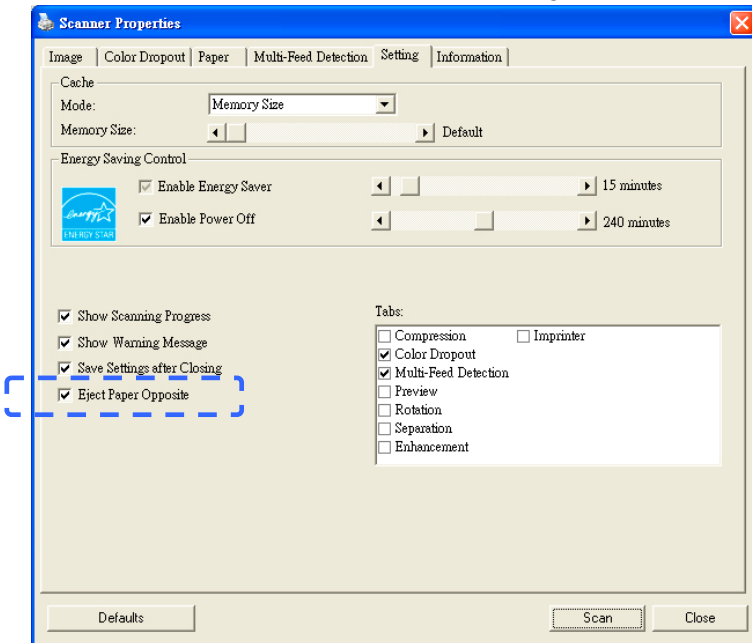 Scanner Properties
Image Color Dropout Paper Multi-Feed Detection Setting Information
Cache
Mode: Memory Size
Memory Size: Default
Energy Saving Control
Enable Energy Saver 15 minutes
Enable Power Off 240 minutes
energy
ENERGY STAR
Show Scanning Progress
Show Warning Message
Save Settings after Closing
Eject Paper Opposite
Tabs:
Compression Imprinter
Color Dropout
Multi-Feed Detection
Preview
Rotation
Separation
Enhancement
Defaults Scan Close